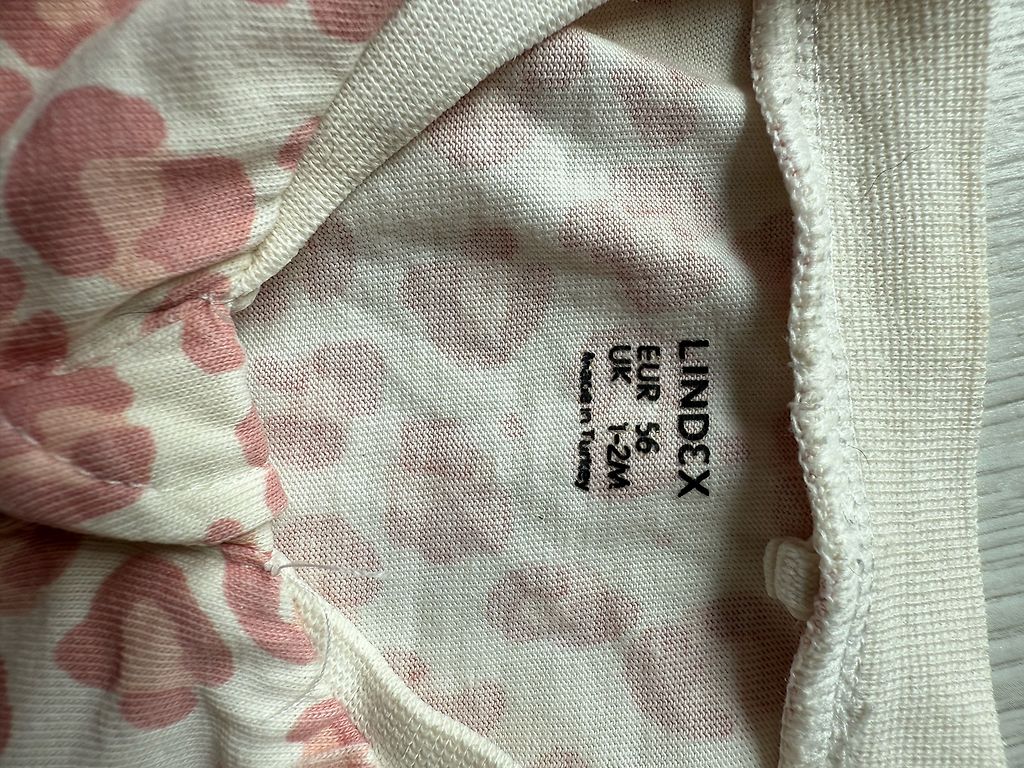 LINDEX
EUR 56
UK 1-2M
Made in Turkey